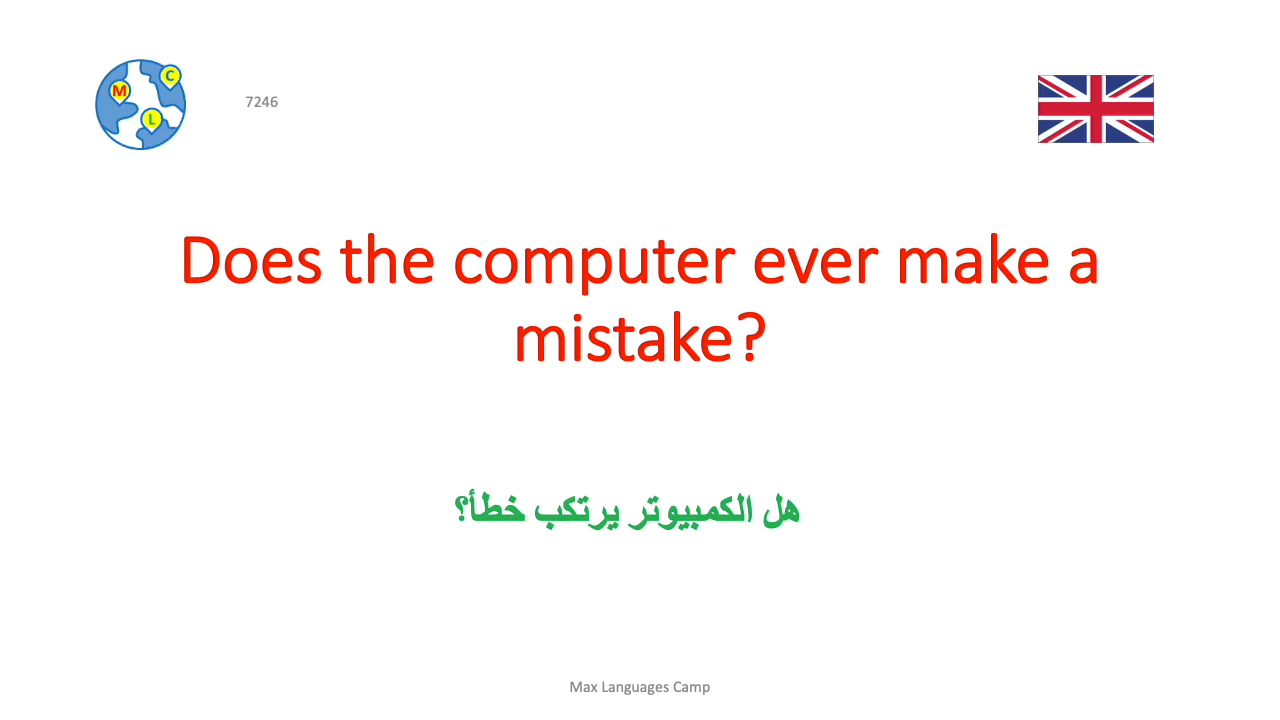 M
C
L
7246
Does the computer ever make a
mistake?
هل الكمبيوتر يرتكب خطأ؟
Max Languages Camp